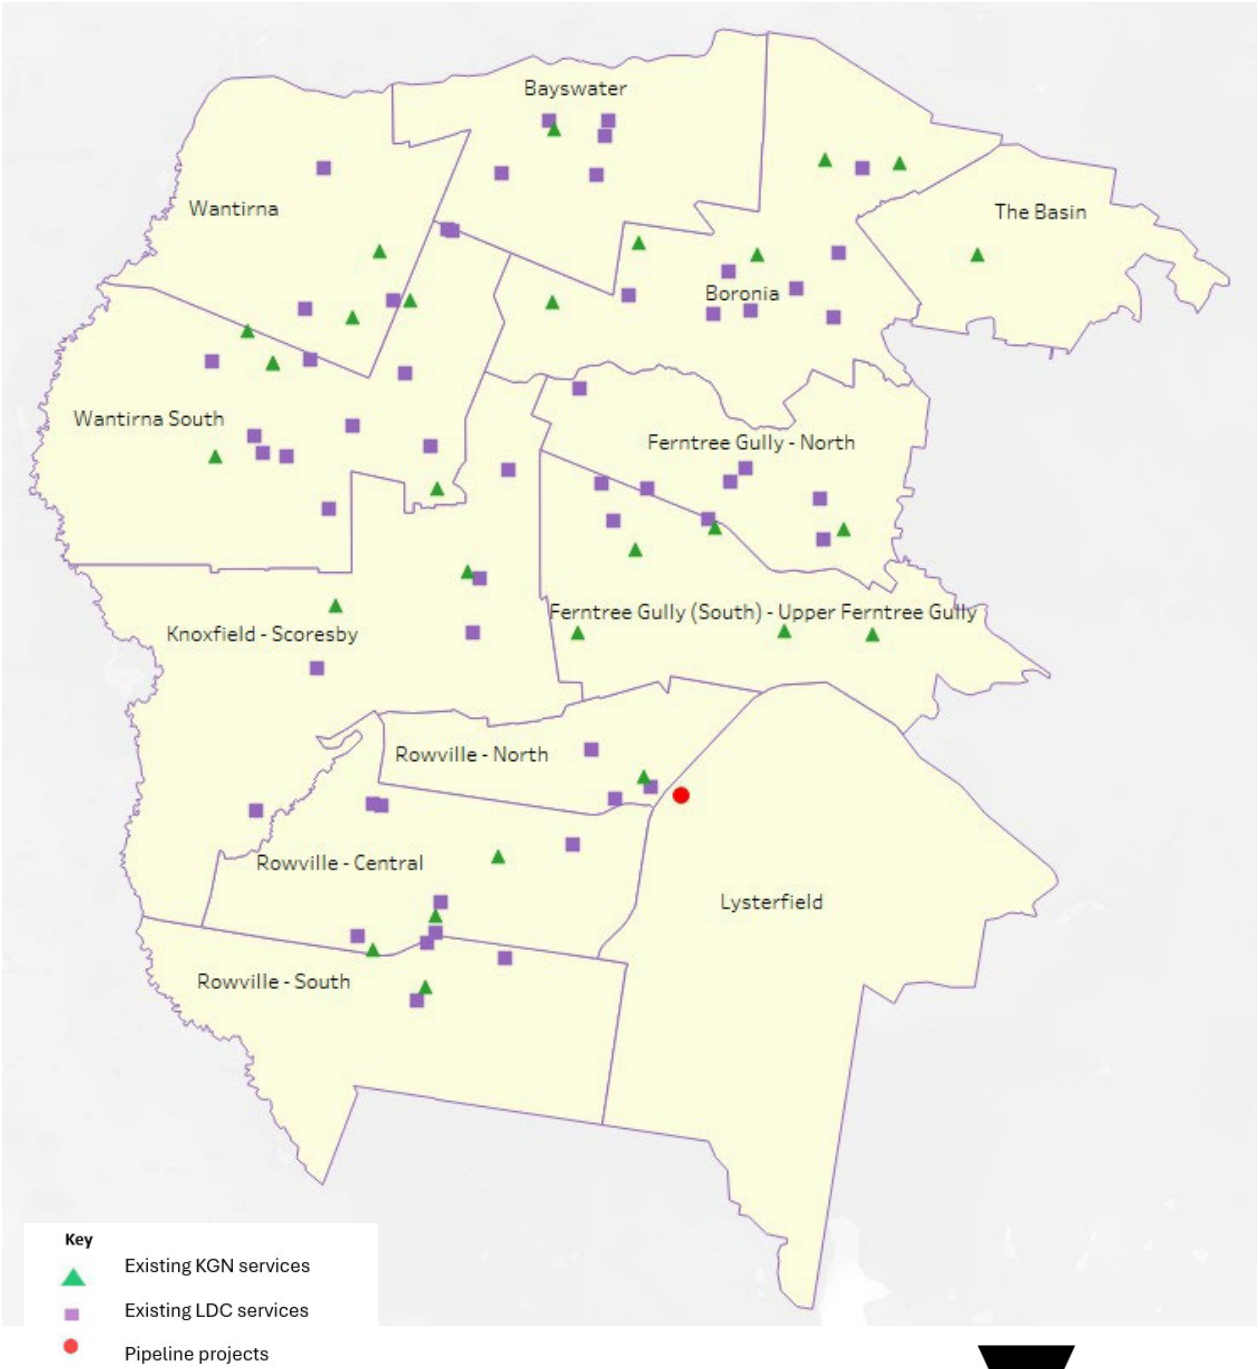 Bayswater
Wantirna
The Basin
Boronia
Wantirna South
Ferntree Gully - North
Ferntree Gully (South) - Upper Ferntree Gully
Knoxfield - Scoresby
Rowville - North
Rowville - Central
Lysterfield
Rowville - South
Key
Existing KGN services
Existing LDC services
Pipeline projects